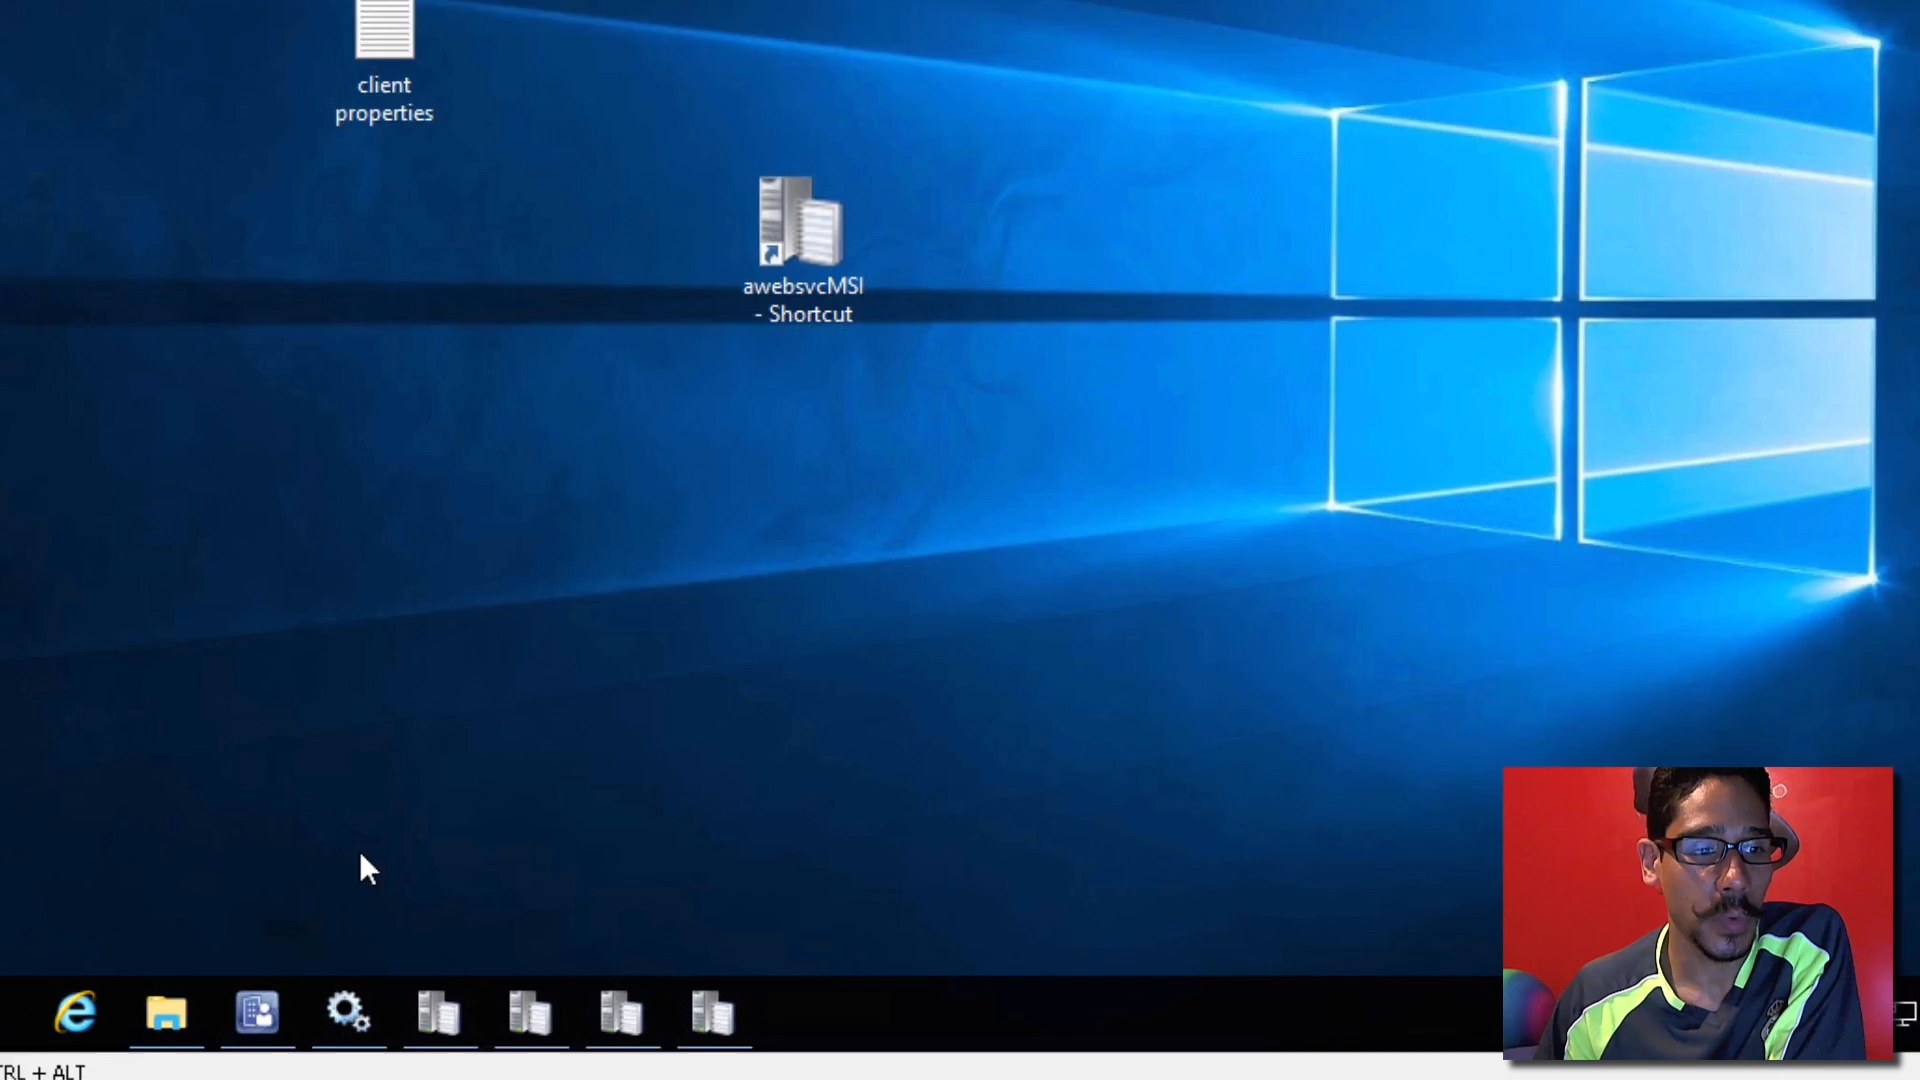 client
properties
awebsvcMSI
- Shortcut
TRL + ALT